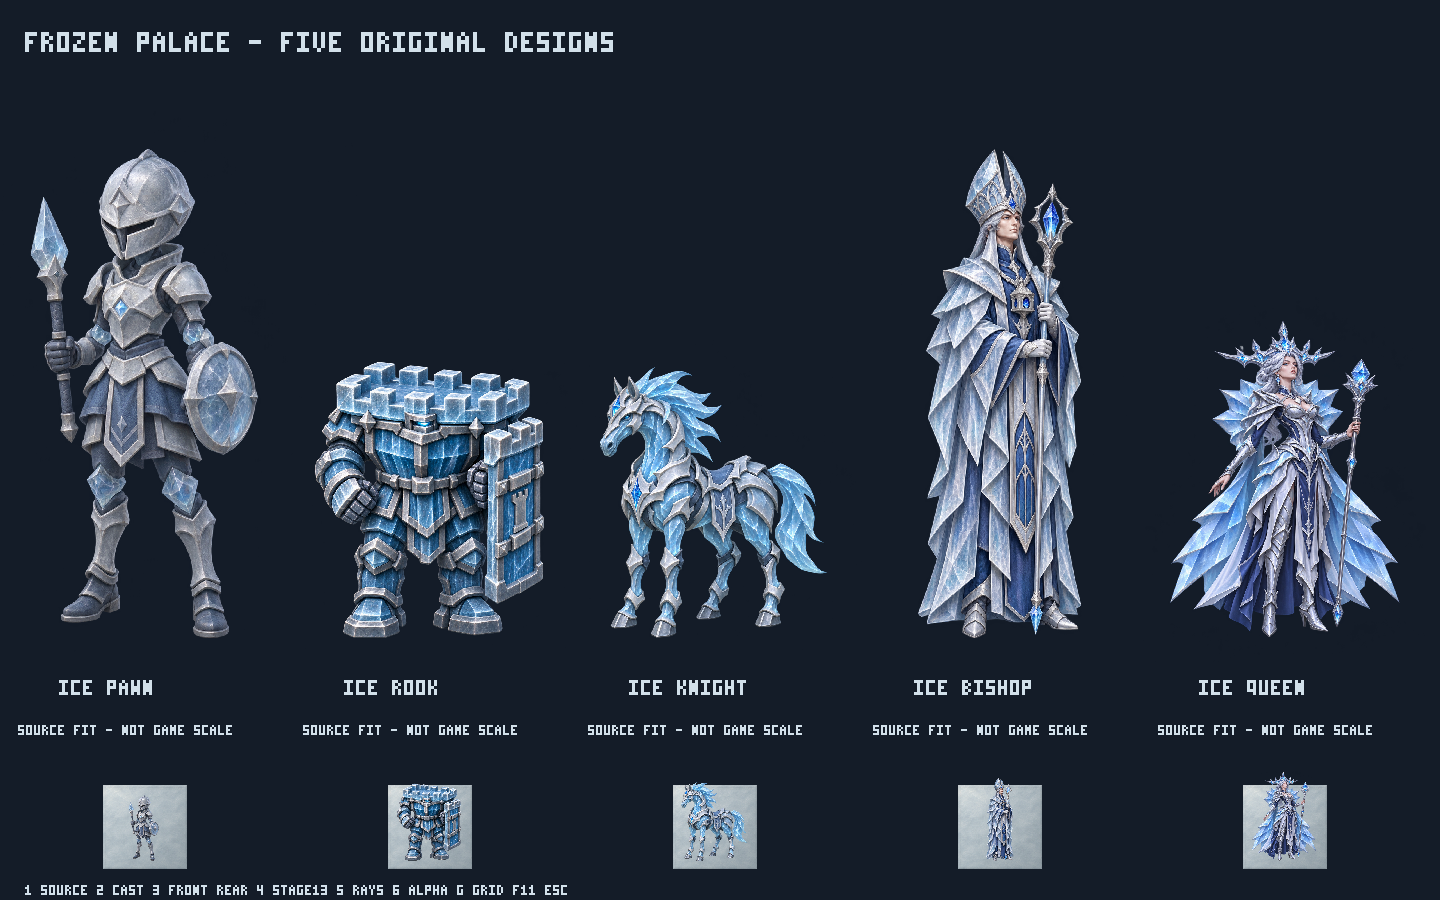 FROZEN PALACE - FIVE ORIGINAL DESIGNS
ICE PAWN
ICE ROOK
ICE KNIGHT
ICE BISHOP
ICE QUEEN
SOURCE FIT - NOT GAME SCALE
SOURCE FIT - NOT GAME SCALE
SOURCE FIT - NOT GAME SCALE
SOURCE FIT - NOT GAME SCALE
SOURCE FIT - NOT GAME SCALE
1 SOURCE 2 CAST 3 FRONT REAR 4 STAGE13 5 RAYS 6 ALPHA G GRID F11 ESC